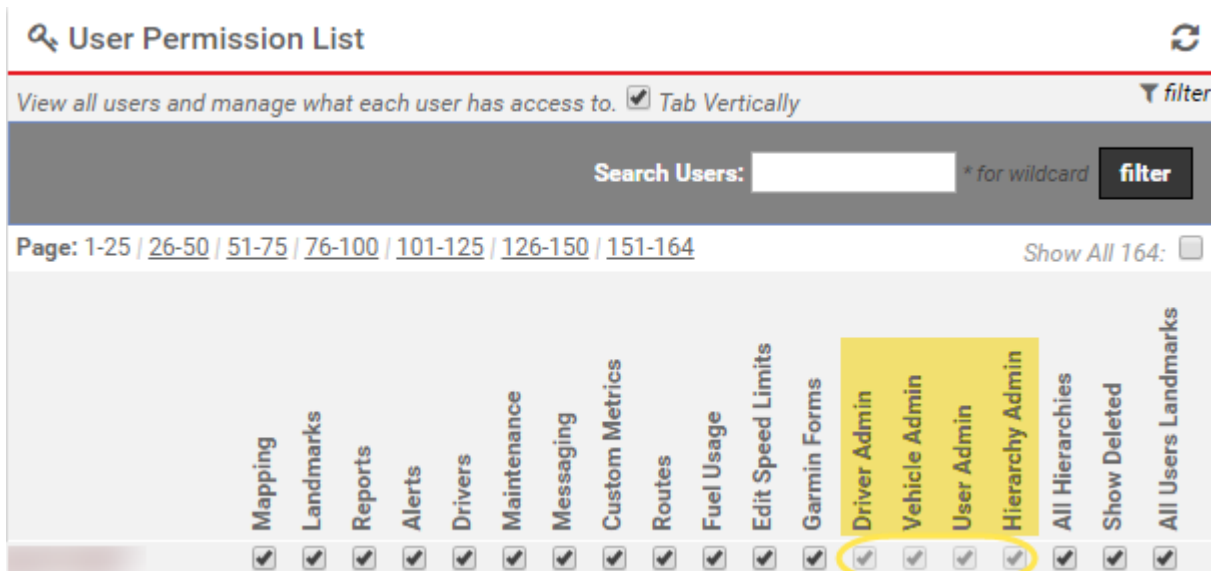 User Permission List
View all users and manage what each user has access to. Tab Vertically
filter
Search Users: * for wildcard filter
Page: 1-25 / 26-50 / 51-75 / 76-100 / 101-125 / 126-150 / 151-164
Show All 164:
Mapping
Landmarks
Reports
Alerts
Drivers
Maintenance
Messaging
Custom Metrics
Routes
Fuel Usage
Edit Speed Limits
Garmin Forms
Driver Admin
Vehicle Admin
User Admin
Hierarchy Admin
All Hierarchies
Show Deleted
All Users Landmarks